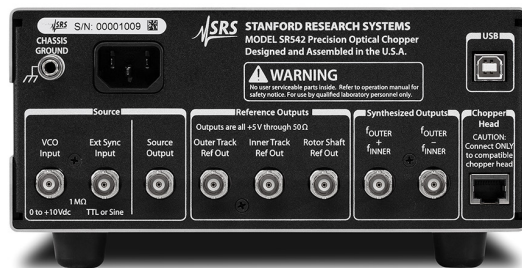 SRS S/N: 00001009
CHASSIS
GROUND
SRS STANFORD RESEARCH SYSTEMS
MODEL SR542 Precision Optical Chopper
Designed and Assembled in the U.S.A.
WARNING
No user serviceable parts inside. Refer to operation manual for
safety notice. For use by qualified laboratory personnel only.
USB
Source
VCO
Input
Ext Sync
Input
Source
Output
1 MΩ
0 to +10Vdc
TTL or Sine
Reference Outputs
Outputs are all +5 V through 50 Ω
Outer Track
Ref Out
Inner Track
Ref Out
Rotor Shaft
Ref Out
Synthesized Outputs
fOUTER
+
fINNER
fOUTER
−
fINNER
Chopper
Head
CAUTION:
Connect ONLY
to compatible
chopper head